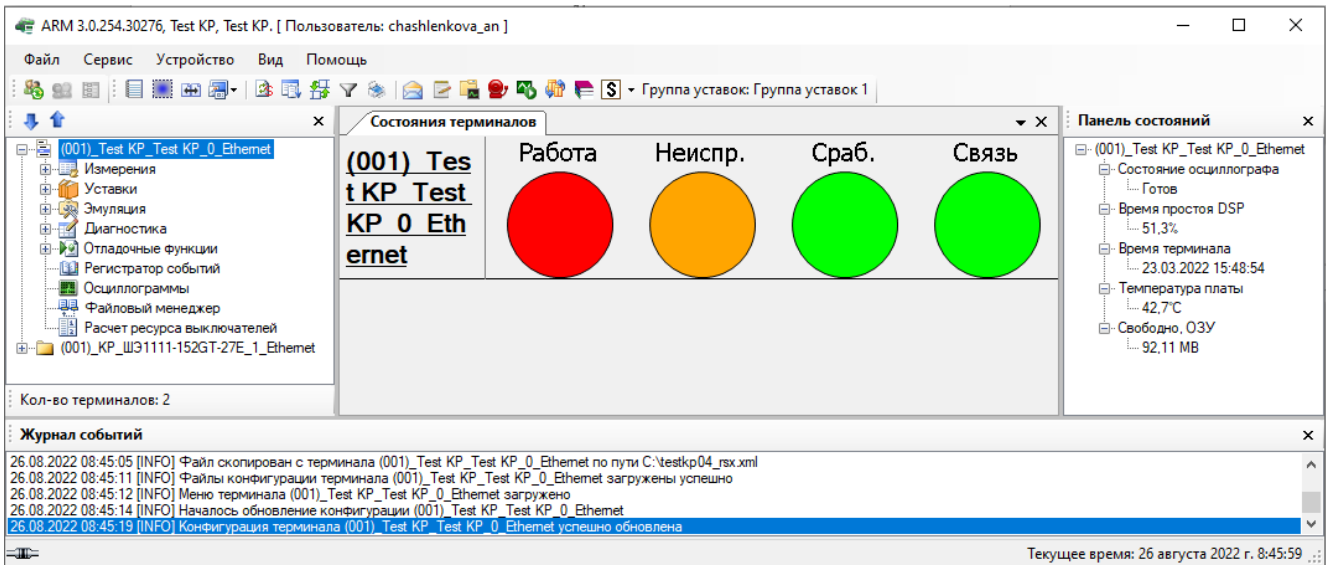 ARM 3.0.254.30276, Test KP, Test KP. [ Пользователь: chashlenkova_an ]
Файл Сервис Устройство Вид Помощь
S Группа уставок: Группа уставок 1
(001)_Test KP_Test KP_0_Ethernet
Измерения
Уставки
Эмуляция
Диагностика
Отладочные функции
Регистратор событий
Осциллограммы
Файловый менеджер
Расчет ресурса выключателей
(001)_KP_ШЭ1111-152GT-27E_1_Ethernet
Кол-во терминалов: 2
Состояния терминалов
(001)_Tes
t KP_Test
KP_0_Eth
ernet
Работа Неиспр. Сраб. Связь
Панель состояний
(001)_Test KP_Test KP_0_Ethernet
Состояние осциллографа
Готов
Время простоя DSP
51,3%
Время терминала
23.03.2022 15:48:54
Температура платы
42,7°C
Свободно, ОЗУ
92,11 MB
Журнал событий
26.08.2022 08:45:05 [INFO] Файл скопирован с терминала (001)_Test KP_Test KP_0_Ethernet по пути C:\testkp04_rsx.xml
26.08.2022 08:45:11 [INFO] Файлы конфигурации терминала (001)_Test KP_Test KP_0_Ethernet загружены успешно
26.08.2022 08:45:12 [INFO] Меню терминала (001)_Test KP_Test KP_0_Ethernet загружено
26.08.2022 08:45:14 [INFO] Началось обновление конфигурации (001)_Test KP_Test KP_0_Ethernet
26.08.2022 08:45:19 [INFO] Конфигурация терминала (001)_Test KP_Test KP_0_Ethernet успешно обновлена
Текущее время: 26 августа 2022 г. 8:45:59